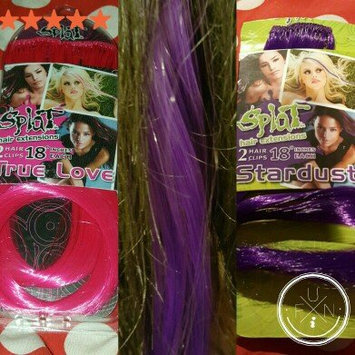 Splat
hair extensions
HAIR
CLIPS
18" INCHES
EACH
True Love
Splat
hair extensions
2 HAIR
CLIPS
18" INCHES
EACH
Stardust
FUN